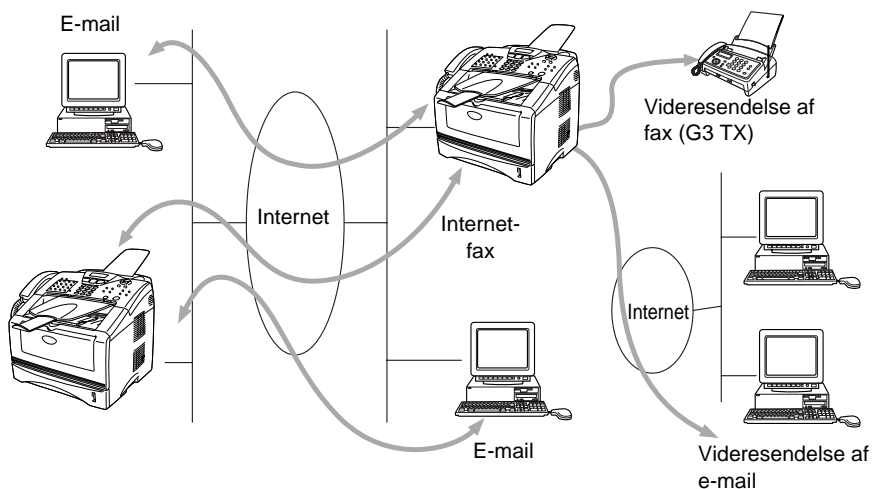 E-mail
Videresendelse af
fax (G3 TX)
Internet
Internet-
fax
Internet
E-mail
Videresendelse af
e-mail